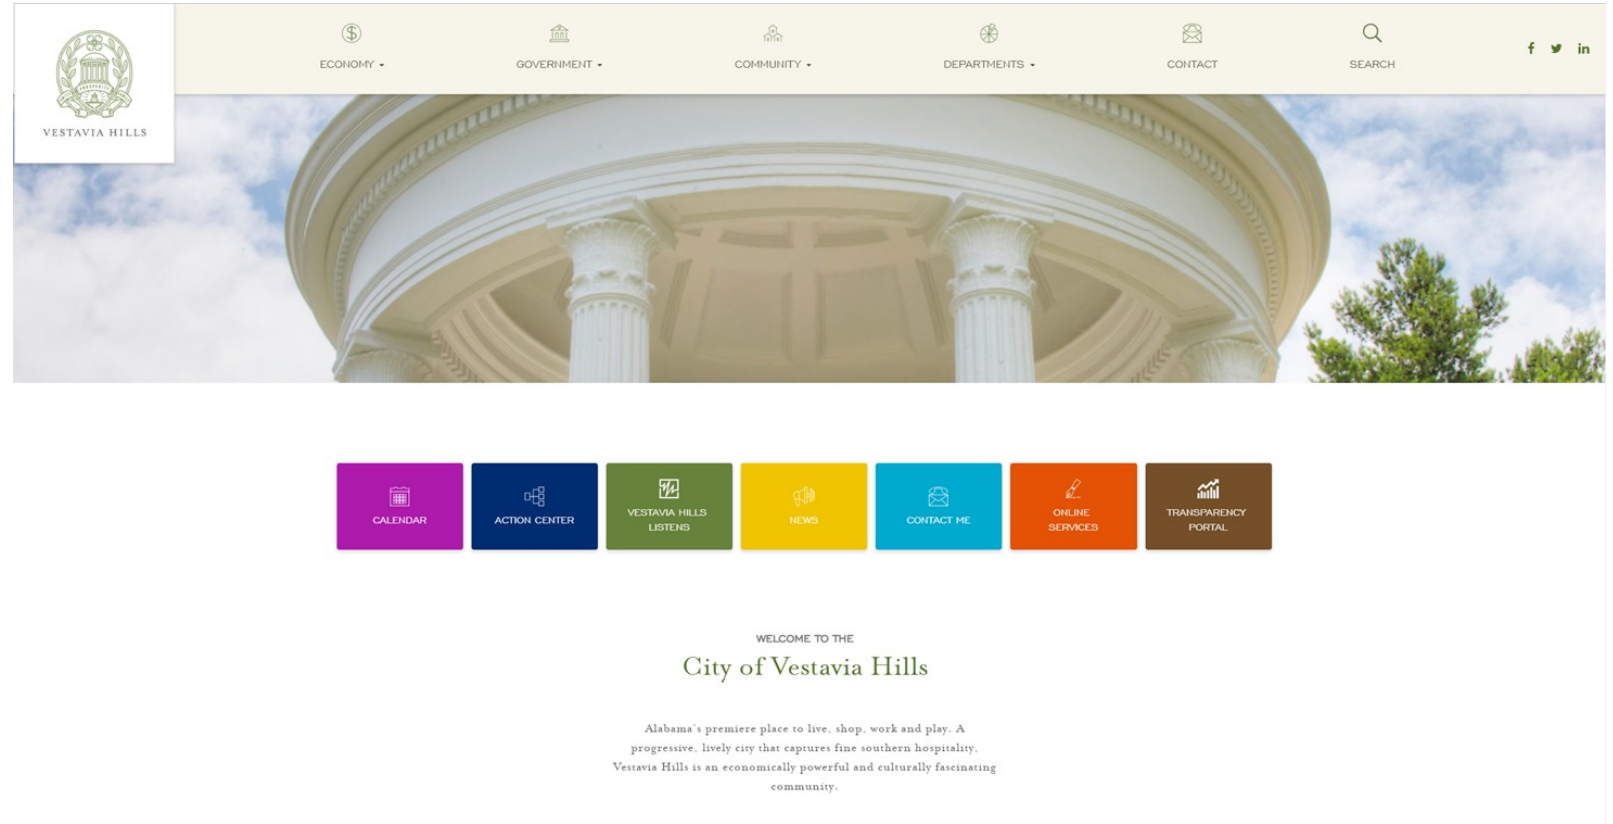 PROSPERITY
VESTAVIA HILLS
ECONOMY
GOVERNMENT
COMMUNITY
DEPARTMENTS
CONTACT
SEARCH
CALENDAR
ACTION CENTER
VESTAVIA HILLS
LISTENS
NEWS
CONTACT ME
ONLINE
SERVICES
TRANSPARENCY
PORTAL
WELCOME TO THE
City of Vestavia Hills
Alabama's premiere place to live, shop, work and play. A
progressive, lively city that captures fine southern hospitality,
Vestavia Hills is an economically powerful and culturally fascinating
community.